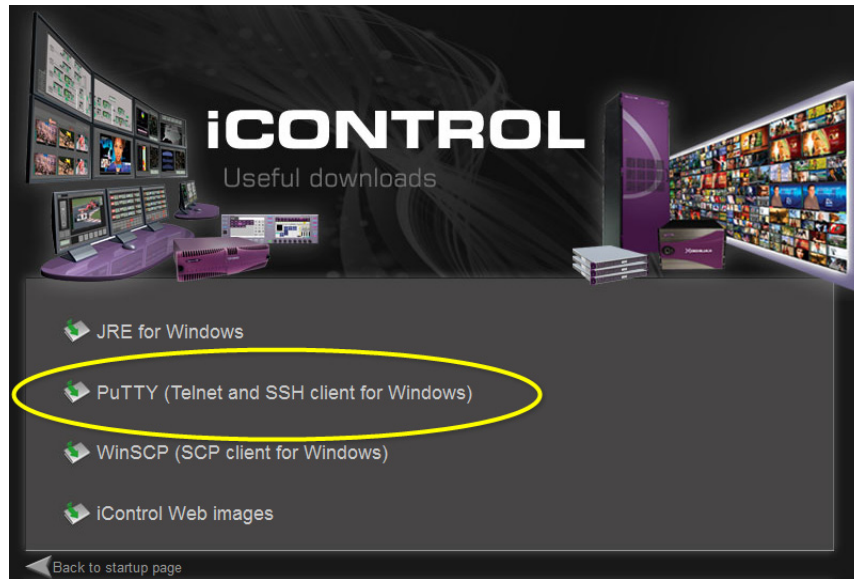 iCONTROL
Useful downloads
JRE for Windows
PuTTY (Telnet and SSH client for Windows)
WinSCP (SCP client for Windows)
iControl Web images
Back to startup page